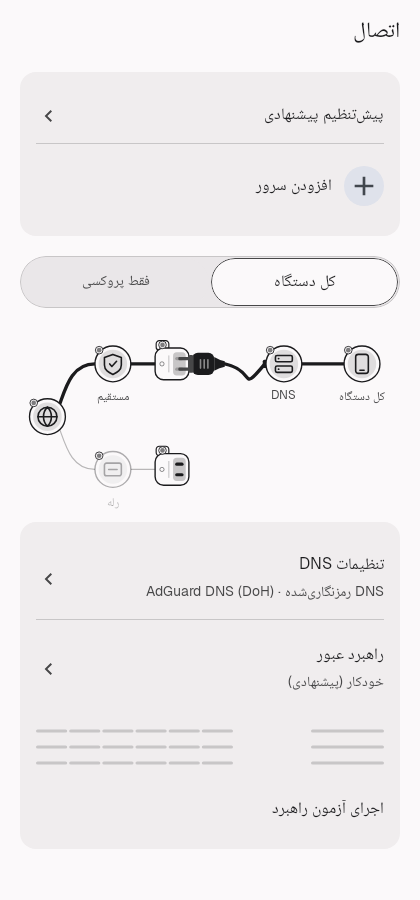 اتصال
پیش‌تنظیم پیشنهادی
افزودن سرور
کل دستگاه
فقط پروکسی
کل دستگاه
DNS
مستقیم
رله
تنظیمات DNS
DNS رمزنگاری‌شده · AdGuard DNS (DoH)
راهبرد عبور
خودکار (پیشنهادی)
اجرای آزمون راهبرد